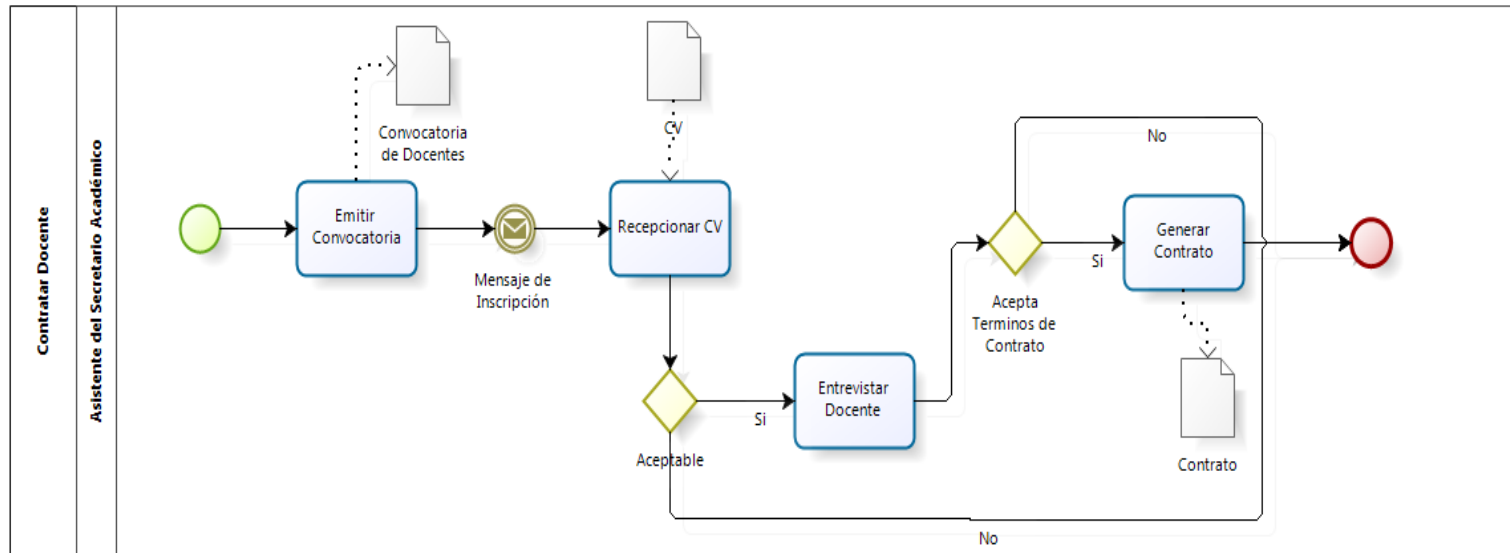 Contratar Docente
Asistente del Secretario Académico
Convocatoria
de Docentes
CV
No
Emitir
Convocatoria
Recepcionar CV
Generar
Contrato
Mensaje de
Inscripción
Si
Acepta
Terminos de
Contrato
Entrevistar
Docente
Si
Aceptable
Contrato
No